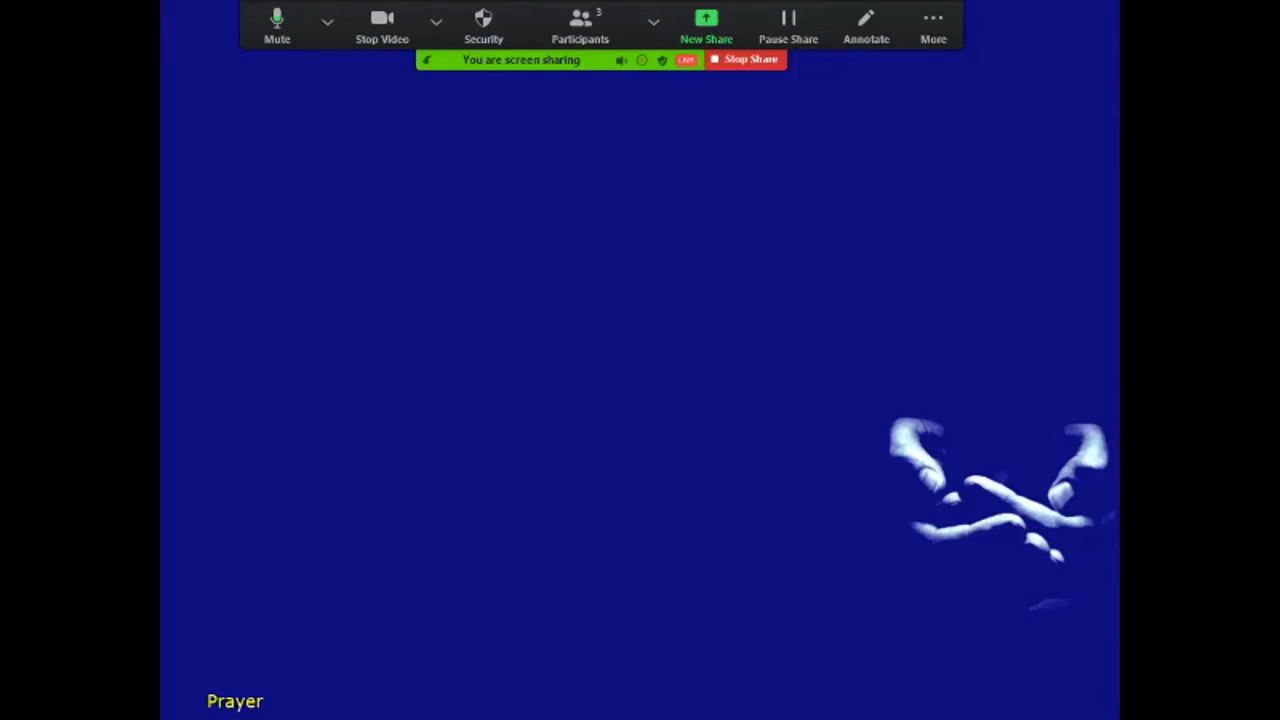 Mute
Stop Video
Security
Participants
3
New Share
Pause Share
Annotate
More
You are screen sharing
LIVE
Stop Share
Prayer